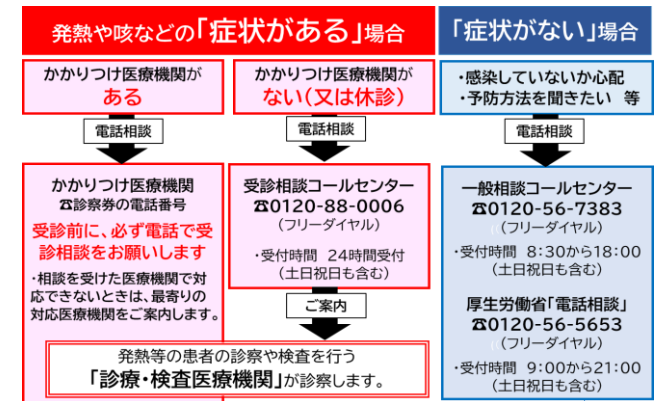 発熱や咳などの「症状がある」場合
かかりつけ医療機関が
ある
電話相談
かかりつけ医療機関
☎診察券の電話番号
受診前に、必ず電話で受
診相談をお願いします
・相談を受けた医療機関で対
応できないときは、最寄りの
対応医療機関をご案内します。
かかりつけ医療機関が
ない(又は休診)
電話相談
受診相談コールセンター
☎0120-88-0006
(フリーダイヤル)
・受付時間 24時間受付
(土日祝日も含む)
ご案内
発熱等の患者の診察や検査を行う
「診療・検査医療機関」が診察します。
「症状がない」場合
・感染していないか心配
・予防方法を聞きたい 等
電話相談
一般相談コールセンター
☎0120-56-7383
(フリーダイヤル)
・受付時間 8:30から18:00
(土日祝日も含む)
厚生労働省「電話相談」
☎0120-56-5653
(フリーダイヤル)
・受付時間 9:00から21:00
(土日祝日も含む)